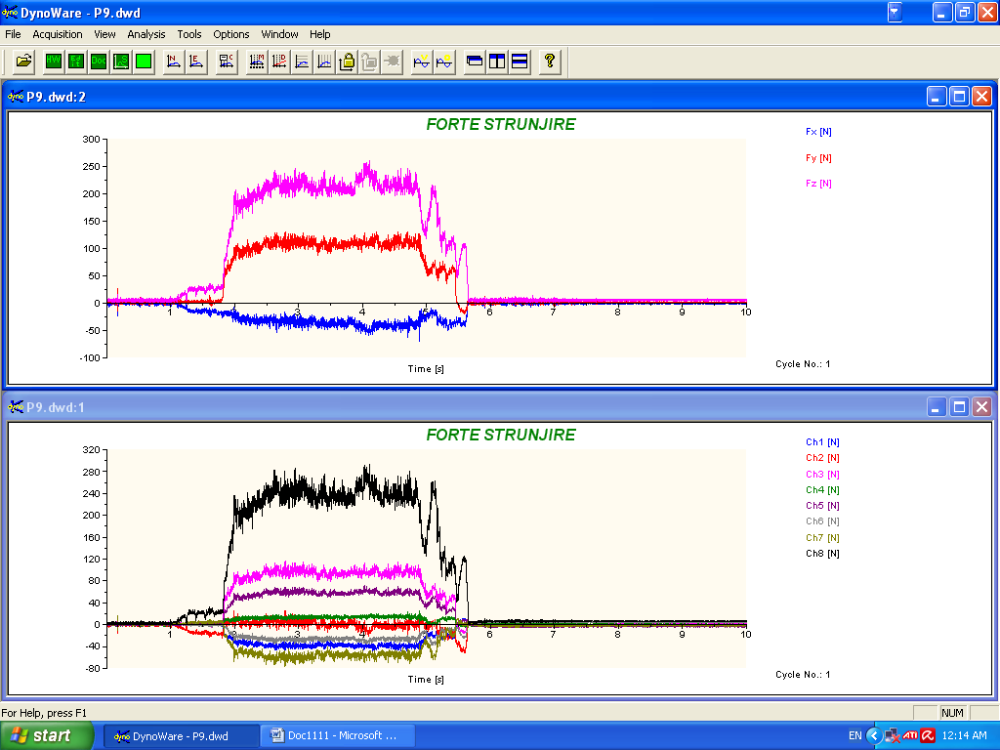 DynoWare - P9.dwd
File Acquisition View Analysis Tools Options Window Help
HW Edit Doc
P9.dwd:2
FORTE STRUNJIRE
Fx [N]
Fy [N]
Fz [N]
300
250
200
150
100
50
0
-50
-100
1 2 3 4 5 6 7 8 9 10
Time [s]
Cycle No.: 1
P9.dwd:1
FORTE STRUNJIRE
Ch1 [N]
Ch2 [N]
Ch3 [N]
Ch4 [N]
Ch5 [N]
Ch6 [N]
Ch7 [N]
Ch8 [N]
320
280
240
200
160
120
80
40
0
-40
-80
1 2 3 4 5 6 7 8 9 10
Time [s]
Cycle No.: 1
For Help, press F1
NUM
start
DynoWare - P9.dwd
Doc1111 - Microsoft ...
EN
ATI
12:14 AM